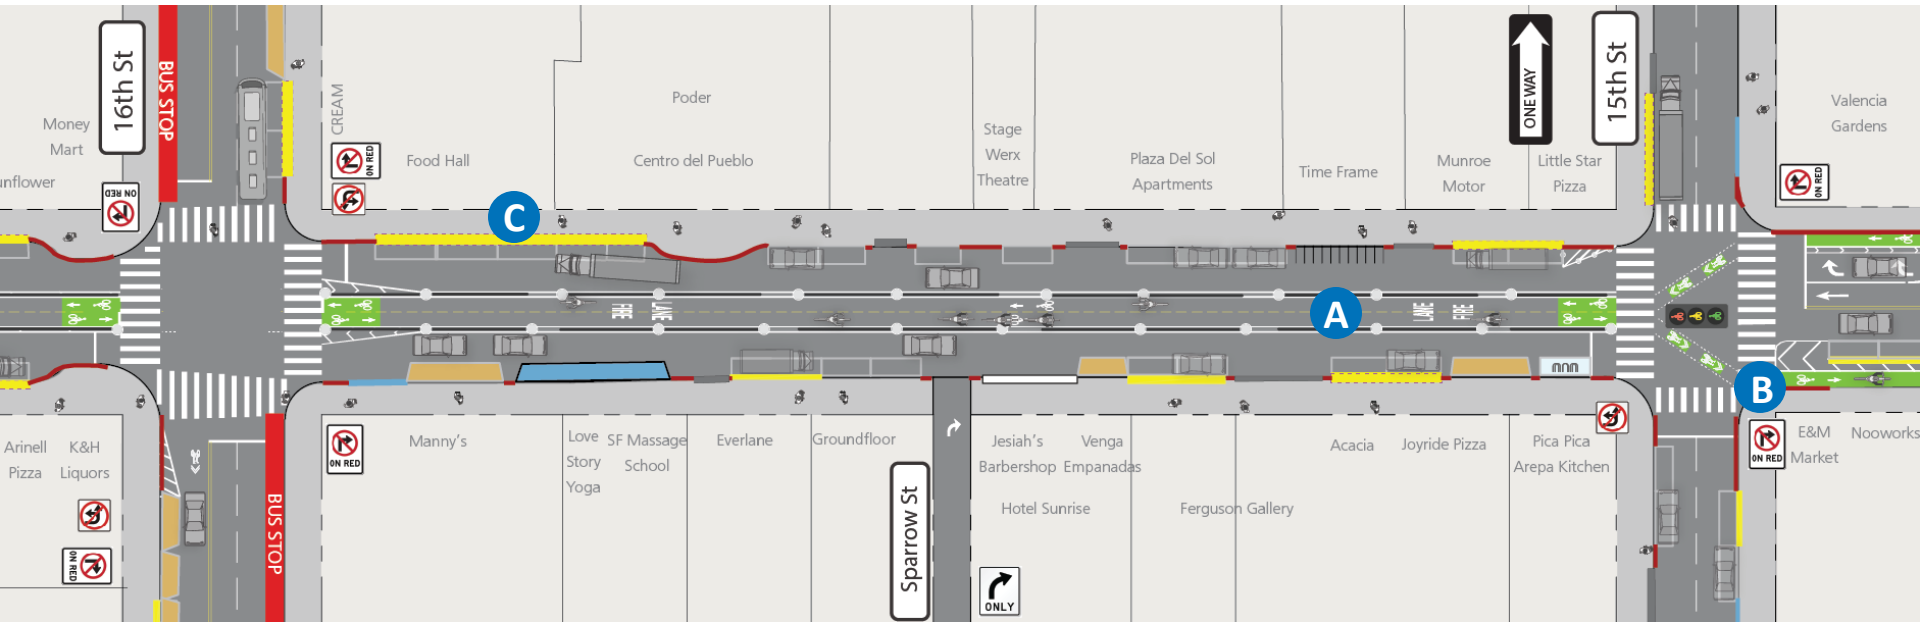 16th St
BUS STOP
ONE WAY
15th St
Money
Mart
unflower
ON RED
CREAM
ON RED
Food Hall
Poder
Centro del Pueblo
Stage
Werx
Theatre
Plaza Del Sol
Apartments
Time Frame
Munroe
Motor
Little Star
Pizza
Valencia
Gardens
ON RED
C
FIRE
LANE
A
LANE
FIRE
B
Arinell
Pizza
K&H
Liquors
ON RED
BUS STOP
ON RED
Manny's
Love
Story
Yoga
SF Massage
School
Everlane
Groundfloor
Sparrow St
Jesiah's
Barbershop
Venga
Empanadas
Hotel Sunrise
ONLY
Ferguson Gallery
Acacia
Joyride Pizza
Pica Pica
Arepa Kitchen
ON RED
E&M
Market
Nooworks